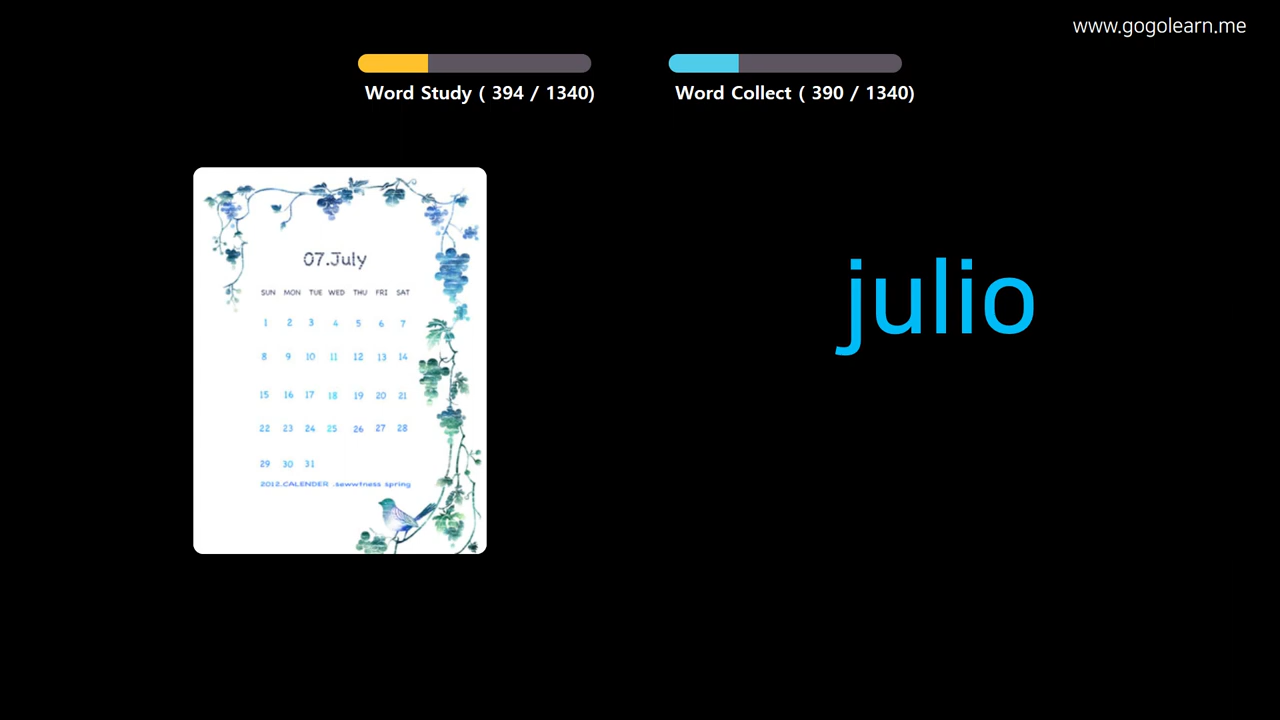 www.gogolearn.me
Word Study ( 394 / 1340)
Word Collect ( 390 / 1340)
07.July
SUN MON TUE WED THU FRI SAT
1 2 3 4 5 6 7
8 9 10 11 12 13 14
15 16 17 18 19 20 21
22 23 24 25 26 27 28
29 30 31
2012.CALENDER .sewwtness spring
julio